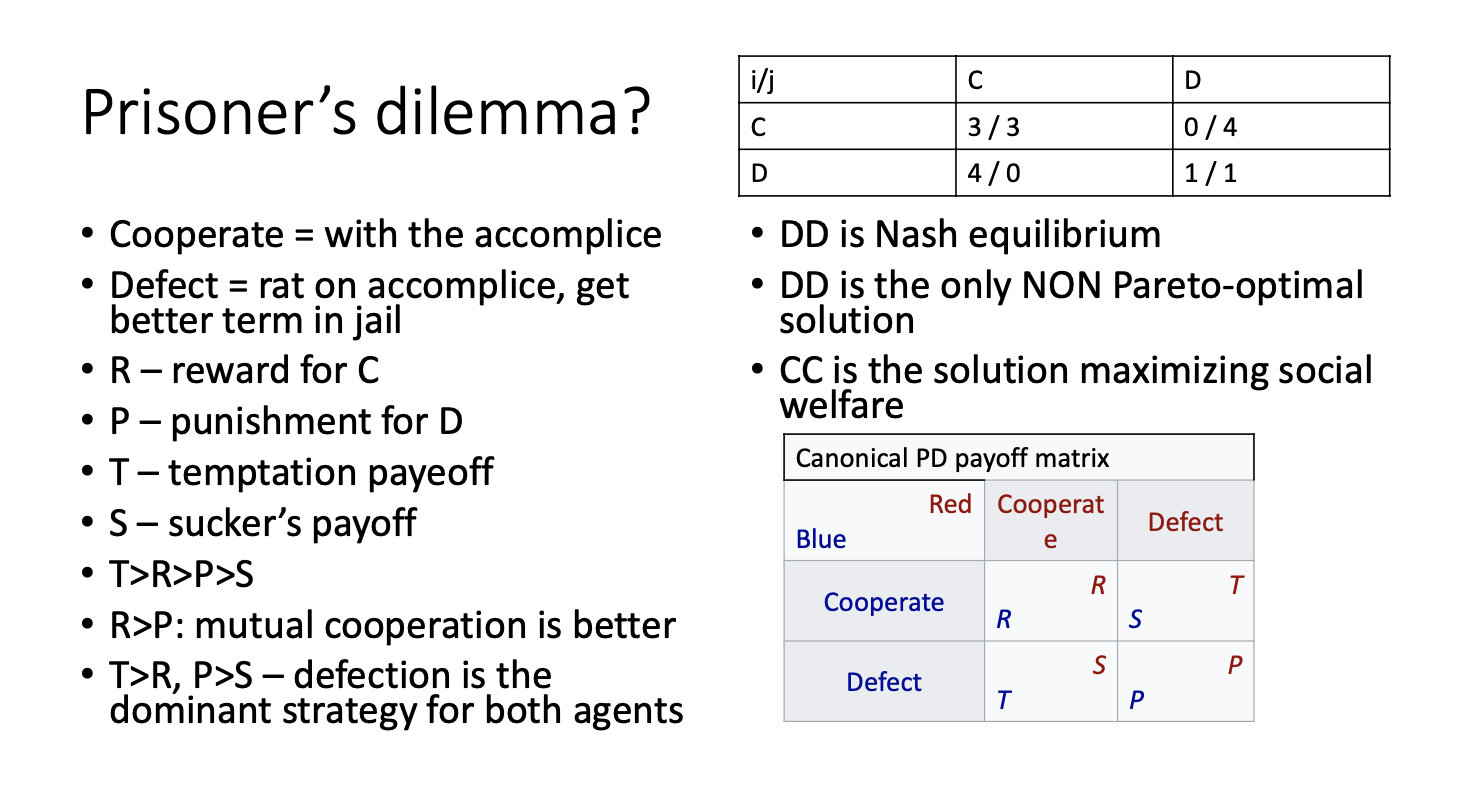 Prisoner’s dilemma?
• Cooperate = with the accomplice
• Defect = rat on accomplice, get
better term in jail
• R – reward for C
• P – punishment for D
• T – temptation payeoff
• S – sucker’s payoff
• T>R>P>S
• R>P: mutual cooperation is better
• T>R, P>S – defection is the
dominant strategy for both agents
i/j C D
C 3 / 3 0 / 4
D 4 / 0 1 / 1
• DD is Nash equilibrium
• DD is the only NON Pareto-optimal
solution
• CC is the solution maximizing social
welfare
Canonical PD payoff matrix
Red
Blue
Cooperat
e
Defect
Cooperate
R
R
T
S
Defect
S
T
P
P